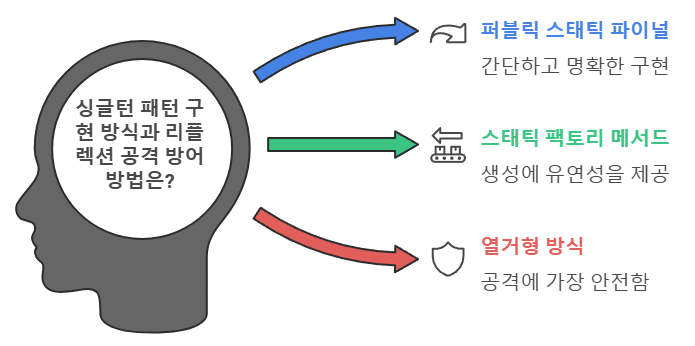 싱글턴 패턴 구
현 방식과 리플
렉션 공격 방어
방법은?
퍼블릭 스태틱 파이널
간단하고 명확한 구현
스태틱 팩토리 메서드
생성에 유연성을 제공
열거형 방식
공격에 가장 안전함